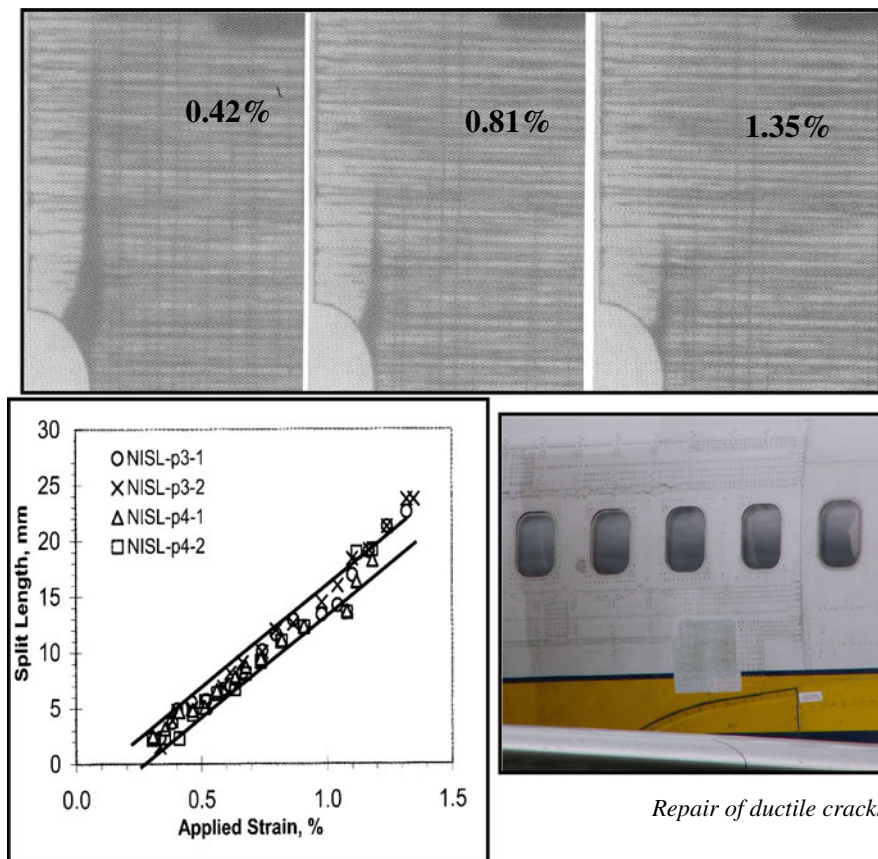 0.42%
0.81%
1.35%
30
25
20
15
10
5
0
Split Length, mm
NISL-p3-1
NISL-p3-2
NISL-p4-1
NISL-p4-2
0.0 0.5 1.0 1.5
Applied Strain, %
Repair of ductile crack